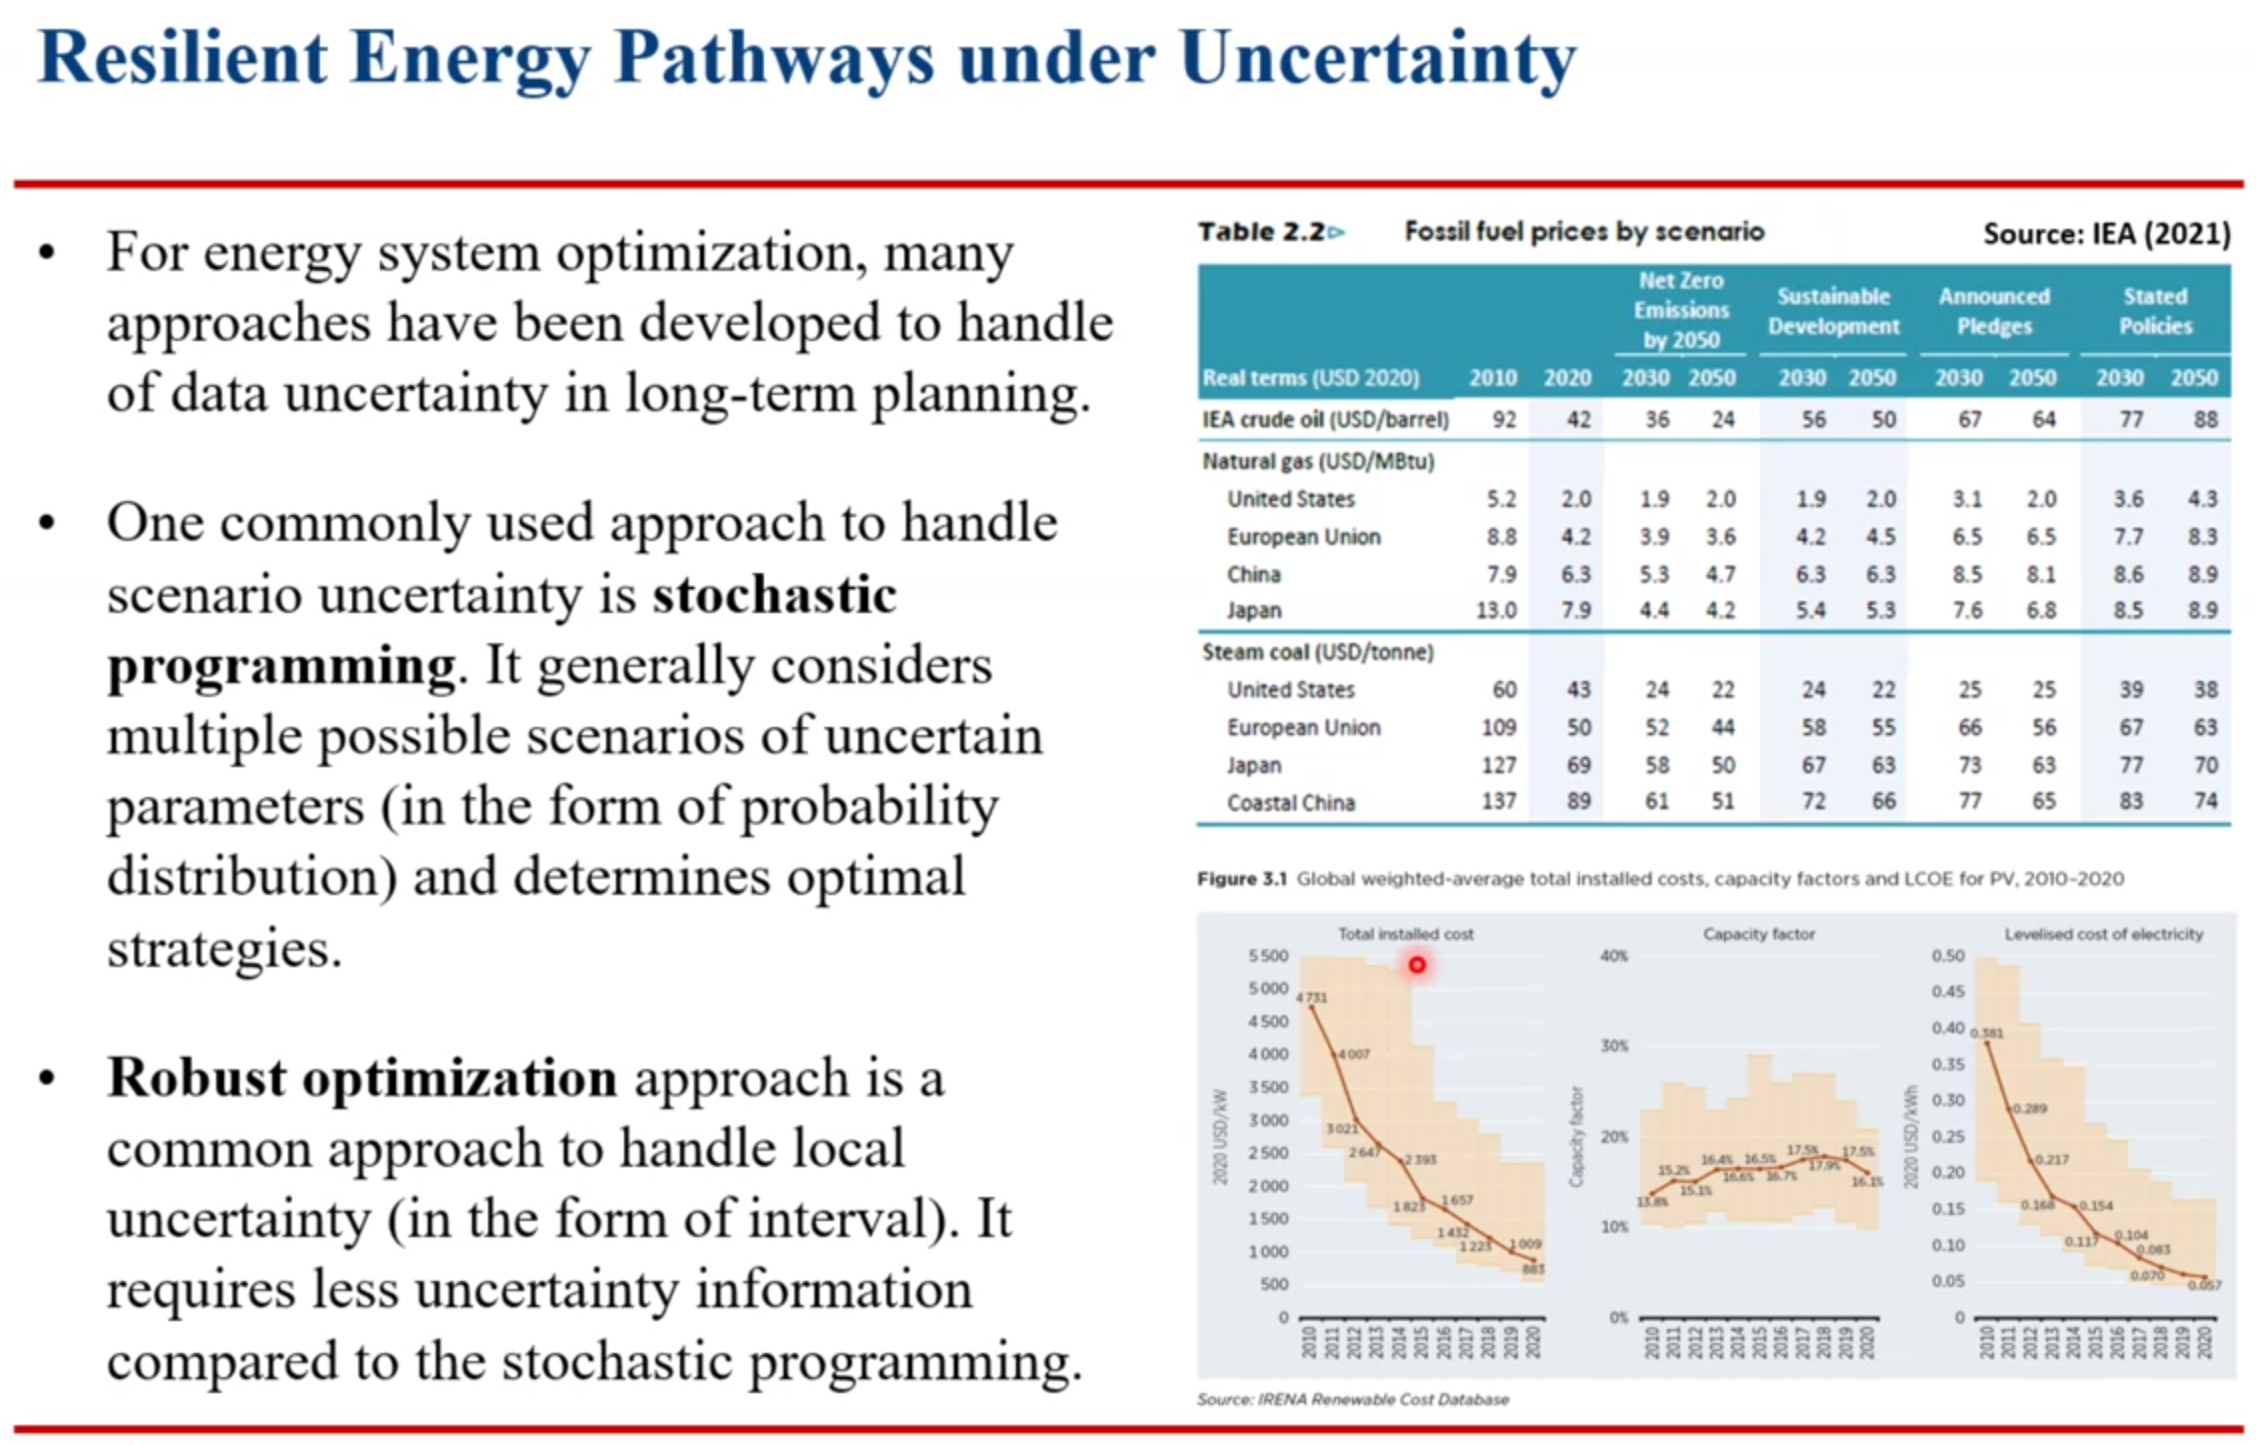 Resilient Energy Pathways under Uncertainty
• For energy system optimization, many
approaches have been developed to handle
of data uncertainty in long-term planning.
• One commonly used approach to handle
scenario uncertainty is stochastic
programming. It generally considers
multiple possible scenarios of uncertain
parameters (in the form of probability
distribution) and determines optimal
strategies.
• Robust optimization approach is a
common approach to handle local
uncertainty (in the form of interval). It
requires less uncertainty information
compared to the stochastic programming.
Table 2.2▷ Fossil fuel prices by scenario Source: IEA (2021)
Net Zero
Emissions
by 2050
Sustainable
Development
Announced
Pledges
Stated
Policies
Real terms (USD 2020) 2010 2020 2030 2050 2030 2050 2030 2050 2030 2050
IEA crude oil (USD/barrel) 92 42 36 24 56 50 67 64 77 88
Natural gas (USD/MBtu)
United States 5.2 2.0 1.9 2.0 1.9 2.0 3.1 2.0 3.6 4.3
European Union 8.8 4.2 3.9 3.6 4.2 4.5 6.5 6.5 7.7 8.3
China 7.9 6.3 5.3 4.7 6.3 6.3 8.5 8.1 8.6 8.9
Japan 13.0 7.9 4.4 4.2 5.4 5.3 7.6 6.8 8.5 8.9
Steam coal (USD/tonne)
United States 60 43 24 22 24 22 25 25 39 38
European Union 109 50 52 44 58 55 66 56 67 63
Japan 127 69 58 50 67 63 73 63 77 70
Coastal China 137 89 61 51 72 66 77 65 83 74
Figure 3.1 Global weighted-average total installed costs, capacity factors and LCOE for PV, 2010–2020
Total installed cost
2020 USD/kW
5 500
5 000
4 500
4 000
3 500
3 000
2 500
2 000
1 500
1 000
500
0
4 731
4 007
3 021
2 647
2 393
1 823
1 657
1 432
1 223
1 009
883
2010 2011 2012 2013 2014 2015 2016 2017 2018 2019 2020
Capacity factor
Capacity factor
40%
30%
20%
10%
0%
13.8%
15.2%
15.1%
16.4%
16.6%
16.5%
16.7%
17.5%
17.9%
17.5%
16.1%
2010 2011 2012 2013 2014 2015 2016 2017 2018 2019 2020
Levelised cost of electricity
2020 USD/kWh
0.50
0.45
0.40
0.35
0.30
0.25
0.20
0.15
0.10
0.05
0
0.381
0.289
0.217
0.168
0.154
0.117
0.104
0.083
0.070
0.057
2010 2011 2012 2013 2014 2015 2016 2017 2018 2019 2020
Source: IRENA Renewable Cost Database